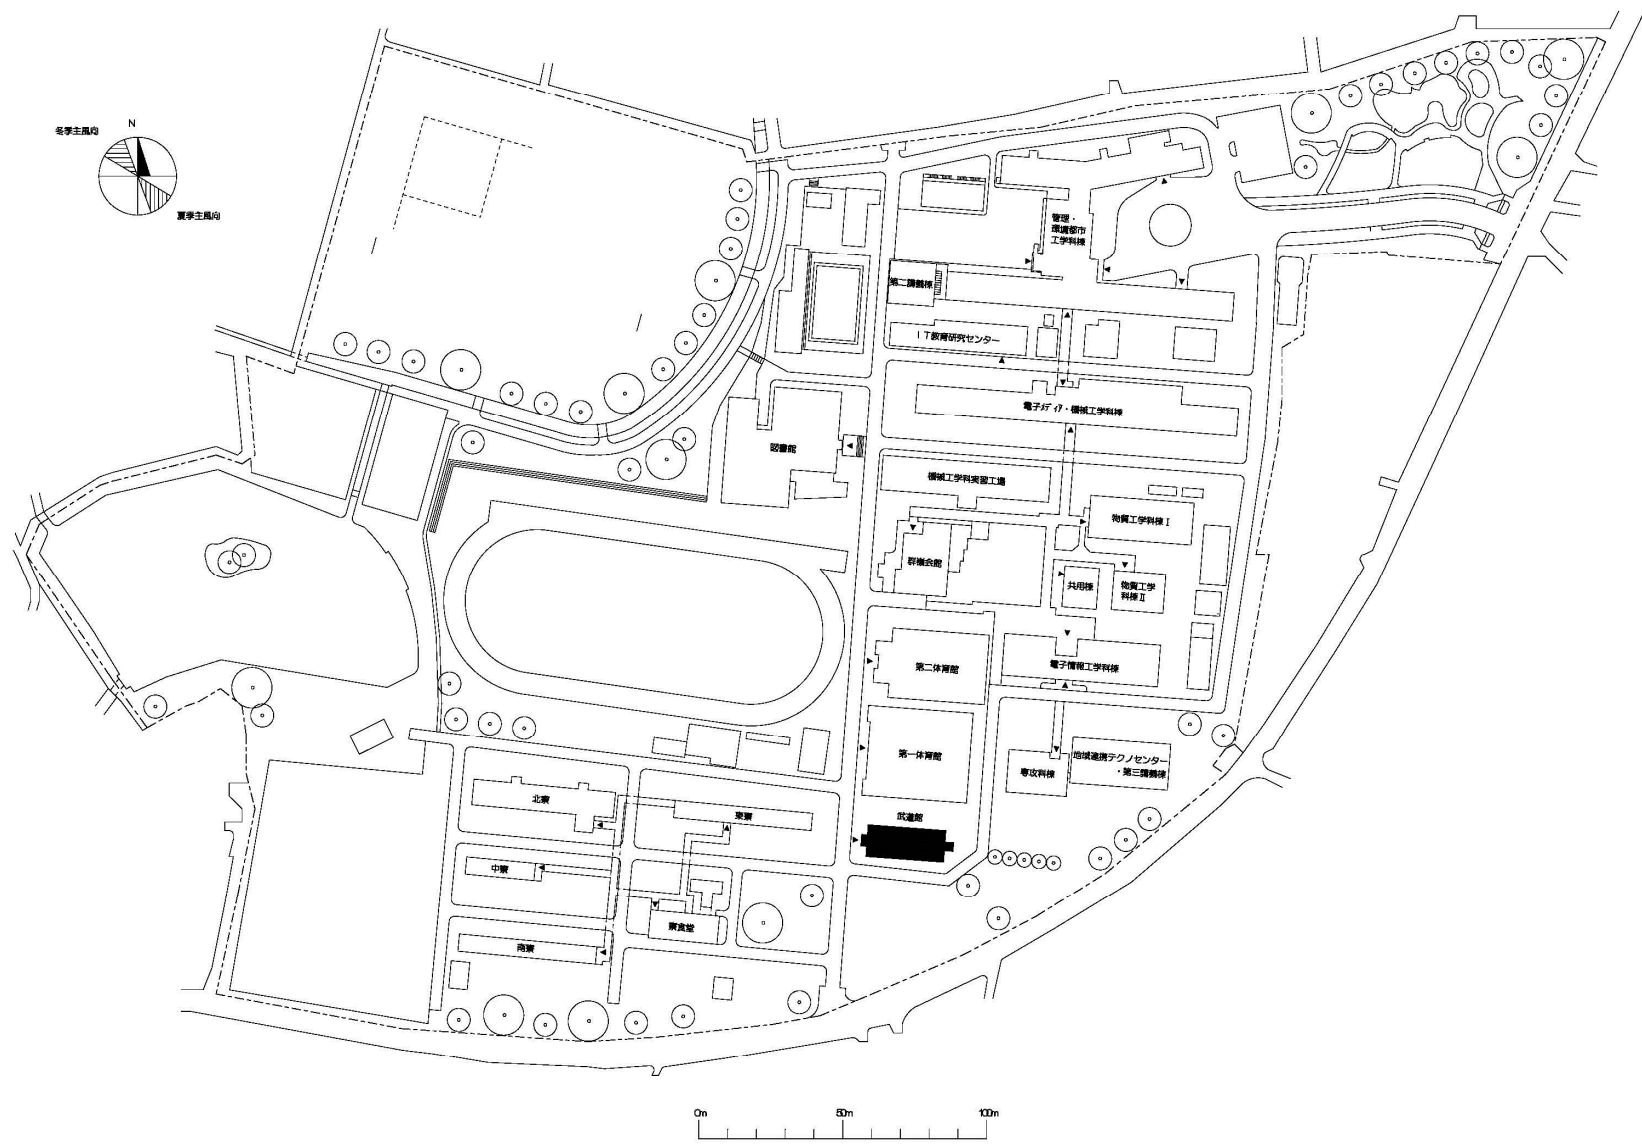 冬季主風向
N
夏季主風向
管理・
環境都市
工学科棟
第二講義棟
ＩＴ教育研究センター
電子メディア・機械工学科棟
図書館
機械工学科実習工場
物質工学科棟Ⅰ
群嶺会館
共用棟
物質工学
科棟Ⅱ
第二体育館
電子情報工学科棟
第一体育館
専攻科棟
地域連携テクノセンター
・第三講義棟
武道館
北寮
東寮
中寮
寮食堂
南寮
0m
50m
100m